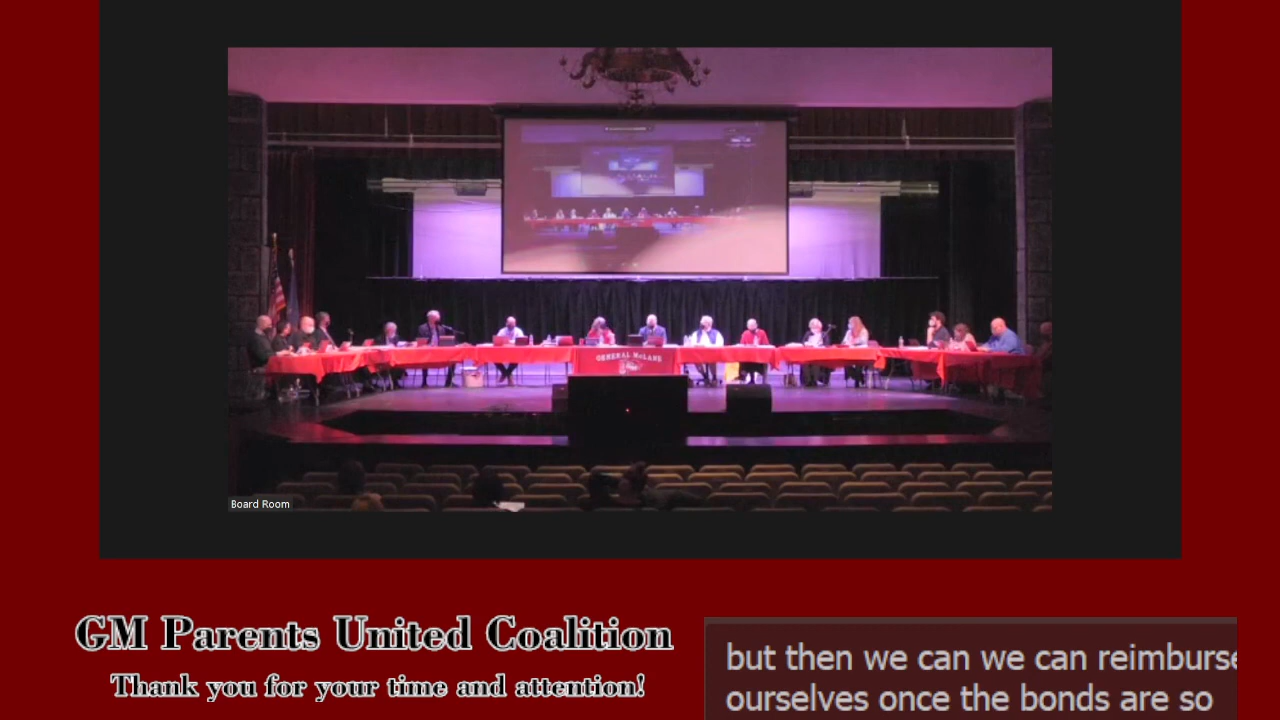 GENERAL McLANE
Board Room
GM Parents United Coalition
Thank you for your time and attention!
but then we can we can reimburse
ourselves once the bonds are so